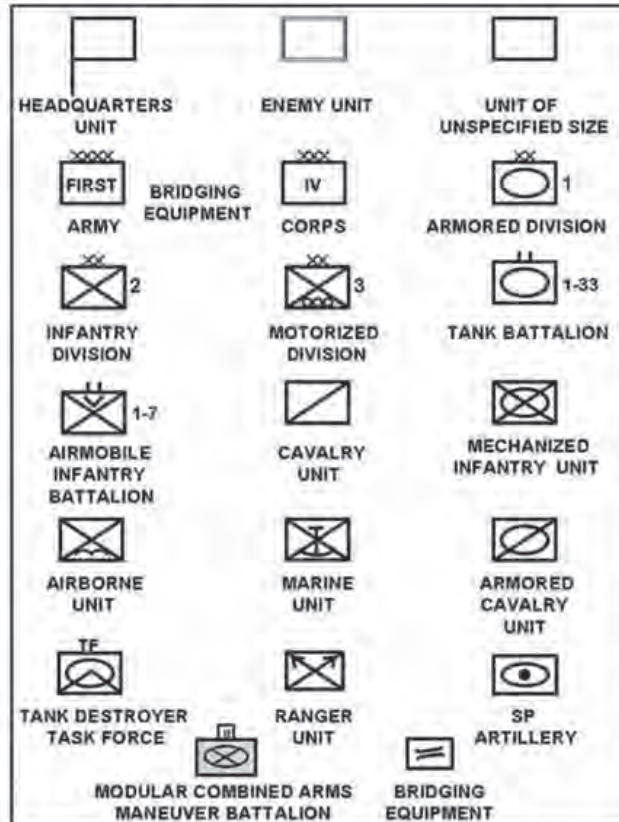 HEADQUARTERS
UNIT
ENEMY UNIT
UNIT OF
UNSPECIFIED SIZE
XXXX
FIRST
ARMY
BRIDGING
EQUIPMENT
XXX
IV
CORPS
XX
1
ARMORED DIVISION
XX
2
INFANTRY
DIVISION
XX
3
MOTORIZED
DIVISION
II
1-33
TANK BATTALION
II
1-7
AIRMOBILE
INFANTRY
BATTALION
CAVALRY
UNIT
MECHANIZED
INFANTRY UNIT
AIRBORNE
UNIT
MARINE
UNIT
ARMORED
CAVALRY
UNIT
TF
TANK DESTROYER
TASK FORCE
RANGER
UNIT
SP
ARTILLERY
II
MODULAR COMBINED ARMS
MANEUVER BATTALION
BRIDGING
EQUIPMENT